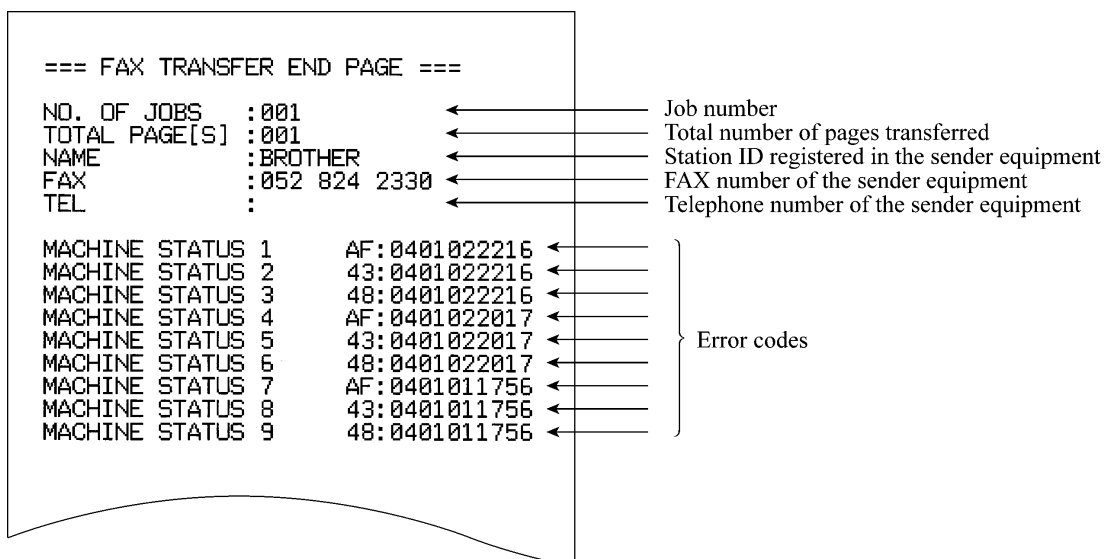 === FAX TRANSFER END PAGE ===
NO. OF JOBS :001 Job number
TOTAL PAGE[S] :001 Total number of pages transferred
NAME :BROTHER Station ID registered in the sender equipment
FAX :052 824 2330 FAX number of the sender equipment
TEL : Telephone number of the sender equipment
MACHINE STATUS 1 AF:0401022216
MACHINE STATUS 2 43:0401022216
MACHINE STATUS 3 48:0401022216
MACHINE STATUS 4 AF:0401022017
MACHINE STATUS 5 43:0401022017 Error codes
MACHINE STATUS 6 48:0401022017
MACHINE STATUS 7 AF:0401011756
MACHINE STATUS 8 43:0401011756
MACHINE STATUS 9 48:0401011756